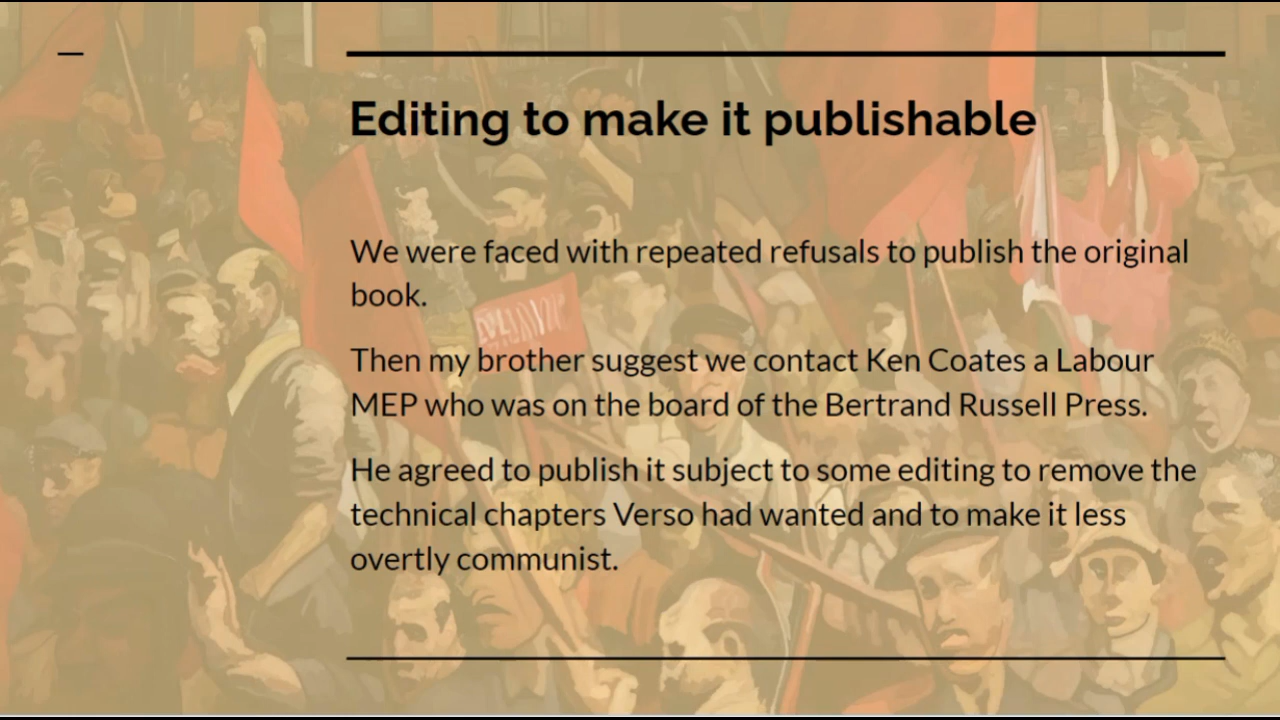 Editing to make it publishable
We were faced with repeated refusals to publish the original
book.
Then my brother suggest we contact Ken Coates a Labour
MEP who was on the board of the Bertrand Russell Press.
He agreed to publish it subject to some editing to remove the
technical chapters Verso had wanted and to make it less
overtly communist.